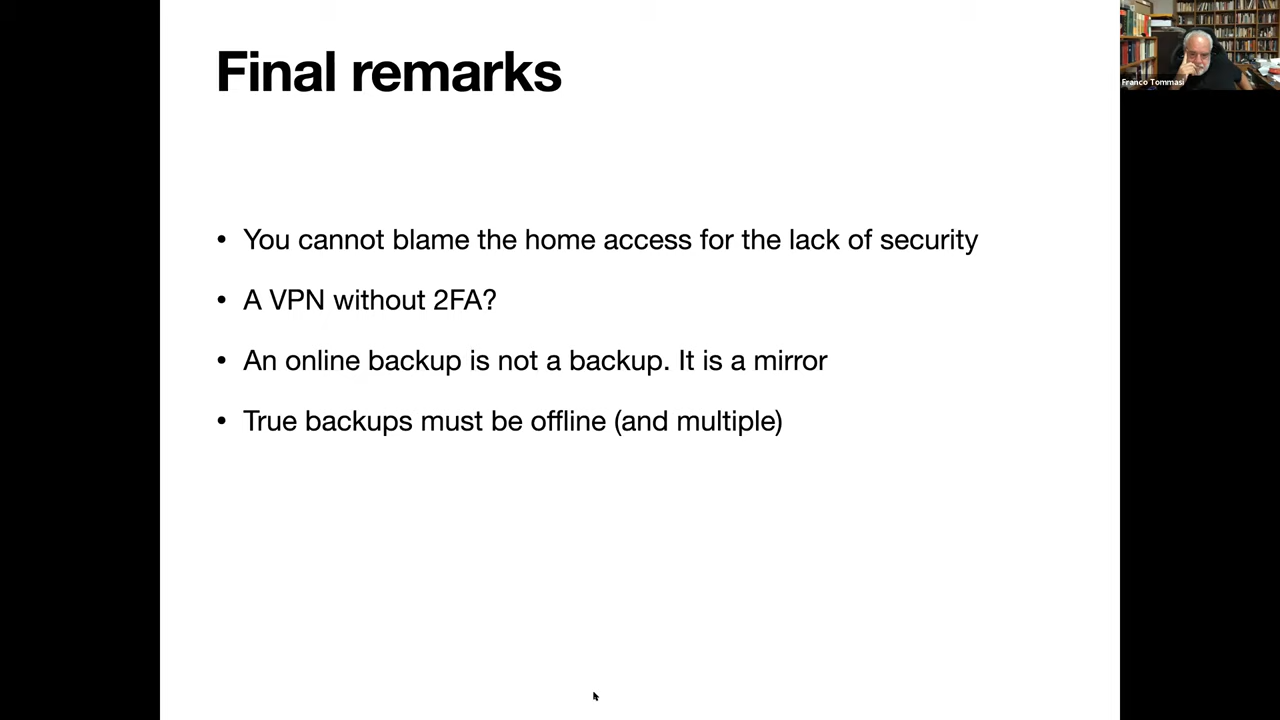 Final remarks
• You cannot blame the home access for the lack of security
• A VPN without 2FA?
• An online backup is not a backup. It is a mirror
• True backups must be offline (and multiple)
Franco Tommasi